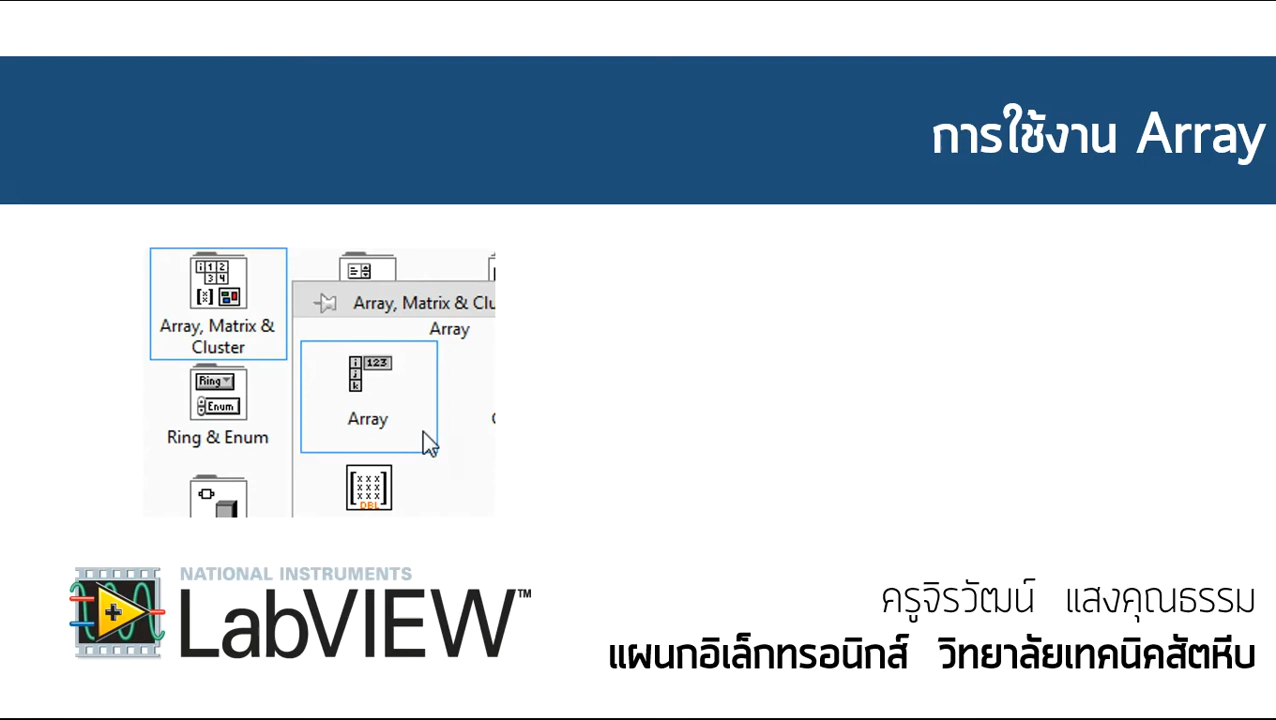 การใช้งาน Array
Array, Matrix & Clu
Array
Array, Matrix &
Cluster
Array
Ring
Enum
Ring & Enum
DBL
NATIONAL INSTRUMENTS
LabVIEW™
ครูจิรวัฒน์ แสงคุณธรรม
แผนกอิเล็กทรอนิกส์ วิทยาลัยเทคนิคสัตหีบ